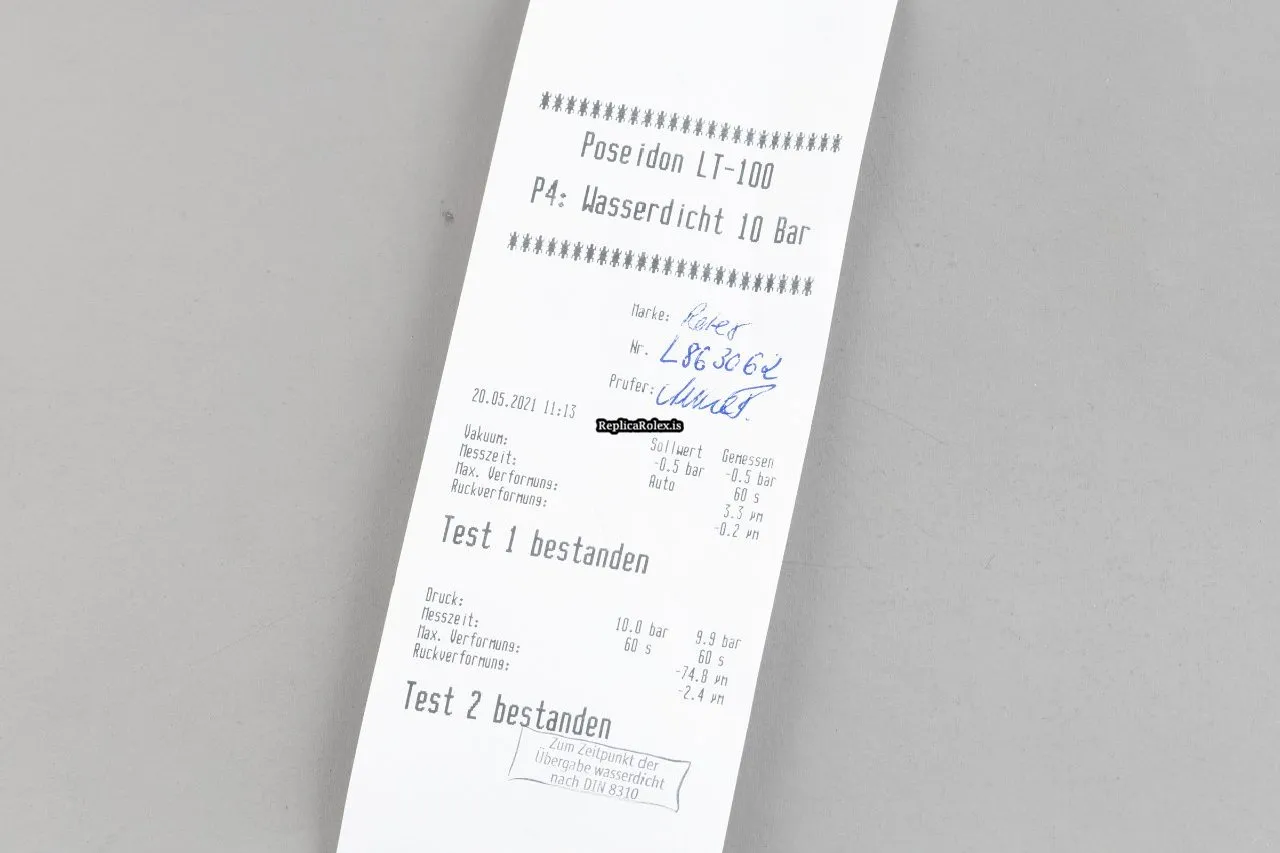 Poseidon LT-100
P4: Wasserdicht 10 Bar
Marke: Rolex
Nr. L863062
Prufer:
20.05.2021 11:13
ReplicaRolex.is
Sollwert Gemessen
Vakuum: -0.5 bar -0.5 bar
Messzeit: Auto 60 s
Max. Verformung: 3.3 µm
Ruckverformung: -0.2 µm
Test 1 bestanden
Druck: 10.0 bar 9.9 bar
Messzeit: 60 s 60 s
Max. Verformung: -74.8 µm
Ruckverformung: -2.4 µm
Test 2 bestanden
Zum Zeitpunkt der
Übergabe wasserdicht
nach DIN 8310